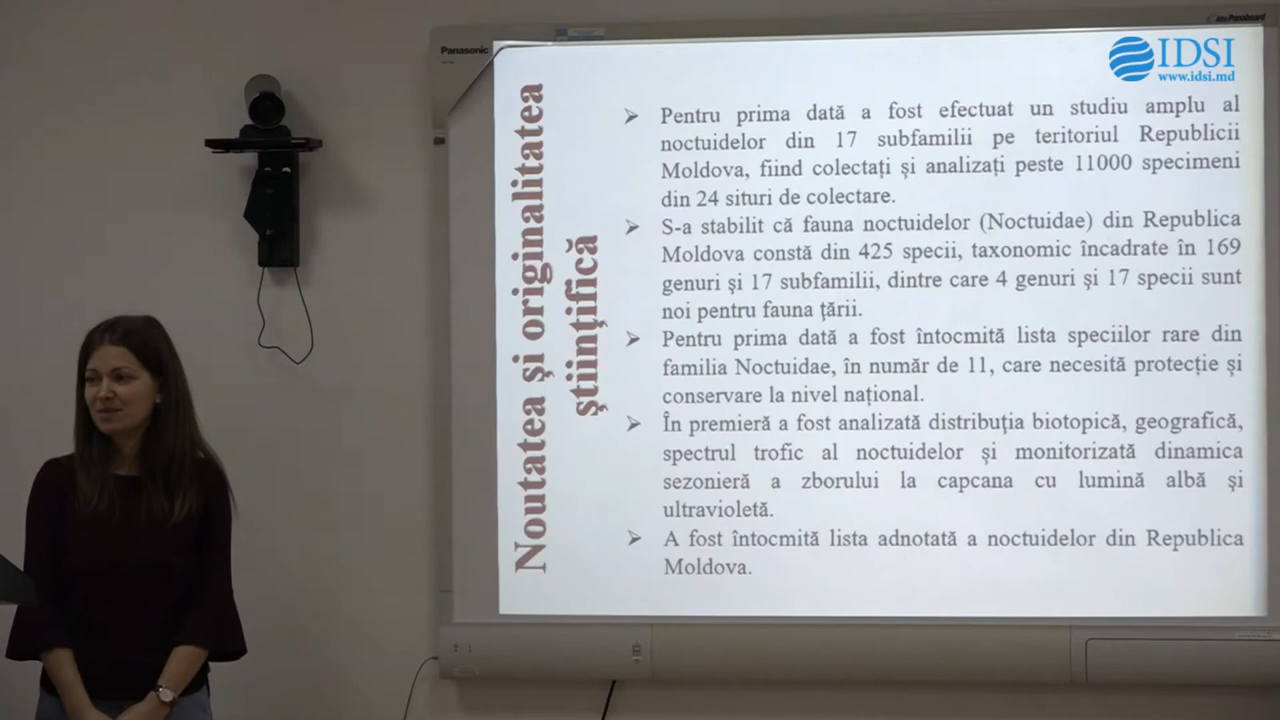 Panasonic
Panaboard
IDSI
www.idsi.md
Noutatea și originalitatea
științifică
Pentru prima dată a fost efectuat un studiu amplu al
noctuidelor din 17 subfamilii pe teritoriul Republicii
Moldova, fiind colectați și analizați peste 11000 specimeni
din 24 situri de colectare.
S-a stabilit că fauna noctuidelor (Noctuidae) din Republica
Moldova constă din 425 specii, taxonomic încadrate în 169
genuri şi 17 subfamilii, dintre care 4 genuri şi 17 specii sunt
noi pentru fauna ţării.
Pentru prima dată a fost întocmită lista speciilor rare din
familia Noctuidae, în număr de 11, care necesită protecție și
conservare la nivel național.
În premieră a fost analizată distribuția biotopică, geografică,
spectrul trofic al noctuidelor și monitorizată dinamica
sezonieră a zborului la capcana cu lumină albă şi
ultravioletă.
A fost întocmită lista adnotată a noctuidelor din Republica
Moldova.